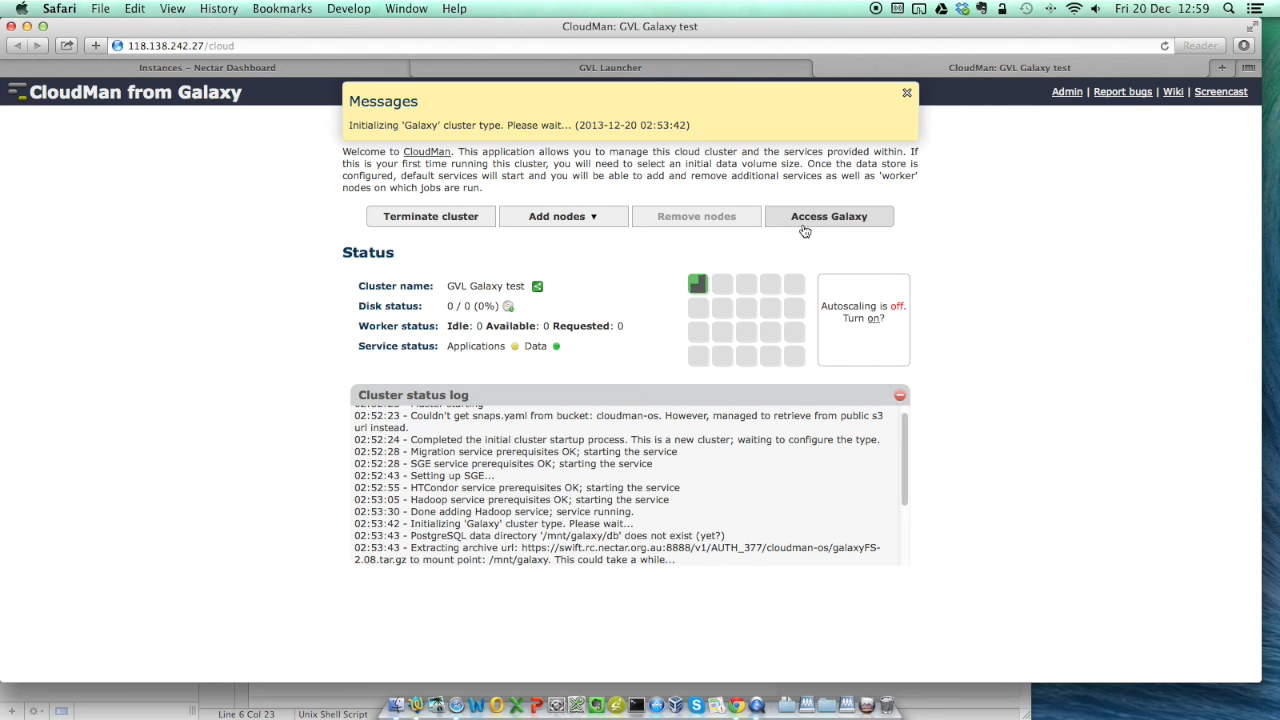 Safari File Edit View History Bookmarks Develop Window Help Fri 20 Dec 12:59
CloudMan: GVL Galaxy test
118.138.242.27/cloud Reader
Instances – Nectar Dashboard GVL Launcher CloudMan: GVL Galaxy test
CloudMan from Galaxy Admin | Report bugs | Wiki | Screencast
Messages
Initializing 'Galaxy' cluster type. Please wait... (2013-12-20 02:53:42)
Welcome to CloudMan. This application allows you to manage this cloud cluster and the services provided within. If
this is your first time running this cluster, you will need to select an initial data volume size. Once the data store is
configured, default services will start and you will be able to add and remove additional services as well as 'worker'
nodes on which jobs are run.
Terminate cluster Add nodes ▼ Remove nodes Access Galaxy
Status
Cluster name: GVL Galaxy test
Disk status: 0 / 0 (0%)
Worker status: Idle: 0 Available: 0 Requested: 0
Service status: Applications Data
Autoscaling is off.
Turn on?
Cluster status log
02:52:23 - Couldn't get snaps.yaml from bucket: cloudman-os. However, managed to retrieve from public s3
url instead.
02:52:24 - Completed the initial cluster startup process. This is a new cluster; waiting to configure the type.
02:52:28 - Migration service prerequisites OK; starting the service
02:52:28 - SGE service prerequisites OK; starting the service
02:52:43 - Setting up SGE...
02:52:55 - HTCondor service prerequisites OK; starting the service
02:53:05 - Hadoop service prerequisites OK; starting the service
02:53:30 - Done adding Hadoop service; service running.
02:53:42 - Initializing 'Galaxy' cluster type. Please wait...
02:53:43 - PostgreSQL data directory '/mnt/galaxy/db' does not exist (yet?)
02:53:43 - Extracting archive url: https://swift.rc.nectar.org.au:8888/v1/AUTH_377/cloudman-os/galaxyFS-
2.08.tar.gz to mount point: /mnt/galaxy. This could take a while...
Line 6 Col 23 Unix Shell Script